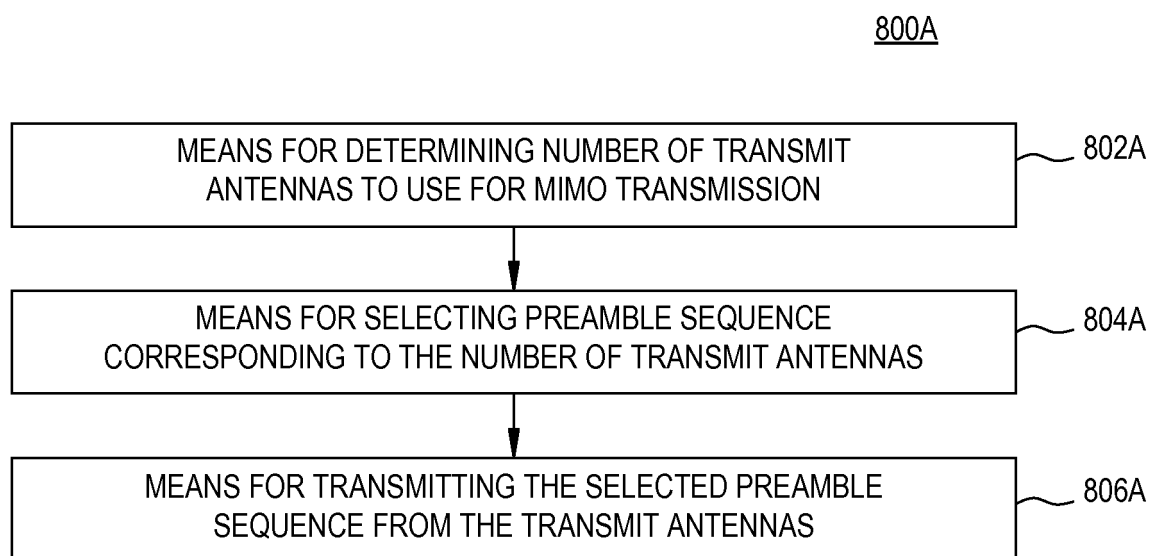 800A
MEANS FOR DETERMINING NUMBER OF TRANSMIT
ANTENNAS TO USE FOR MIMO TRANSMISSION
802A
MEANS FOR SELECTING PREAMBLE SEQUENCE
CORRESPONDING TO THE NUMBER OF TRANSMIT ANTENNAS
804A
MEANS FOR TRANSMITTING THE SELECTED PREAMBLE
SEQUENCE FROM THE TRANSMIT ANTENNAS
806A